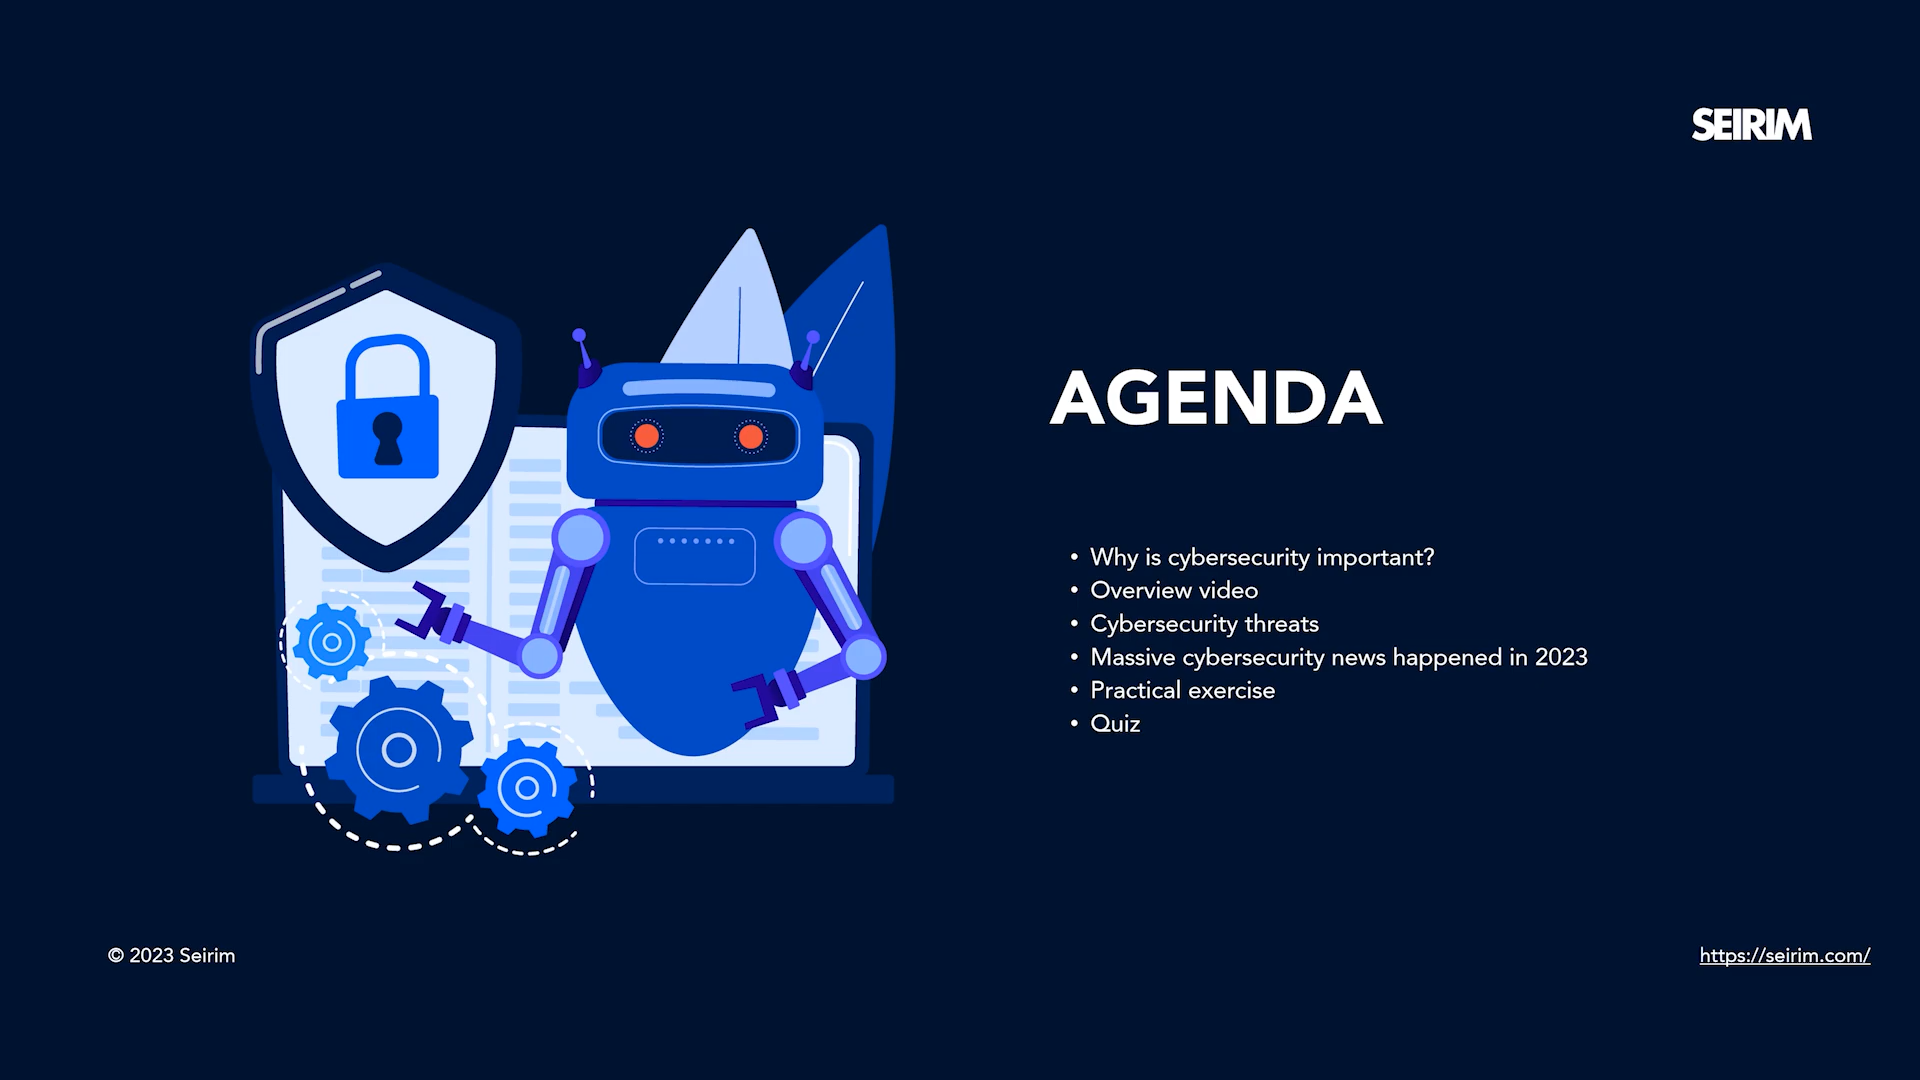 SEIRIM
AGENDA
• Why is cybersecurity important?
• Overview video
• Cybersecurity threats
• Massive cybersecurity news happened in 2023
• Practical exercise
• Quiz
© 2023 Seirim
https://seirim.com/